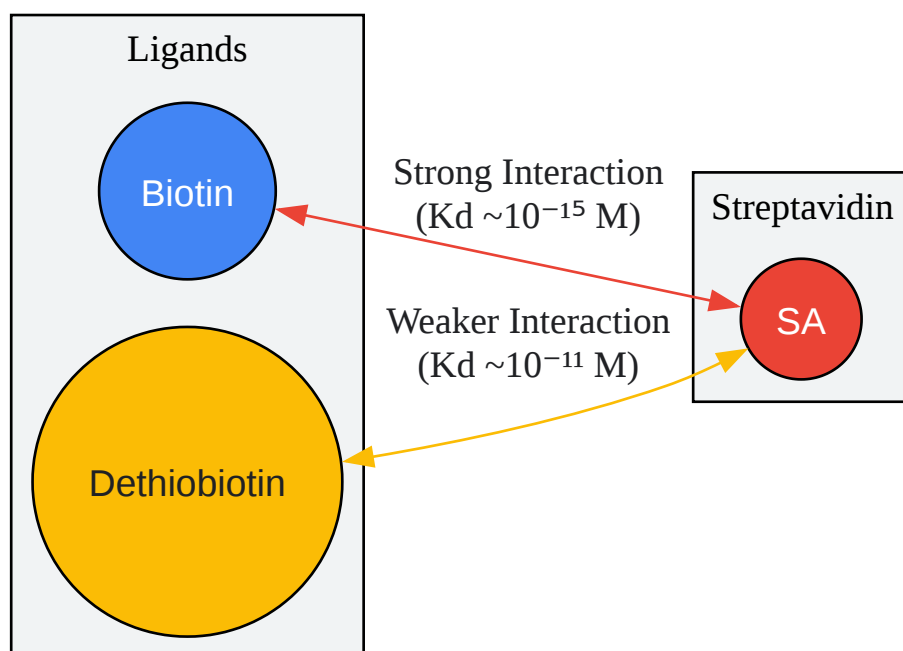 Ligands
Biotin
Strong Interaction
(Kd ~10⁻¹⁵ M)
Streptavidin
SA
Weaker Interaction
(Kd ~10⁻¹¹ M)
Dethiobiotin